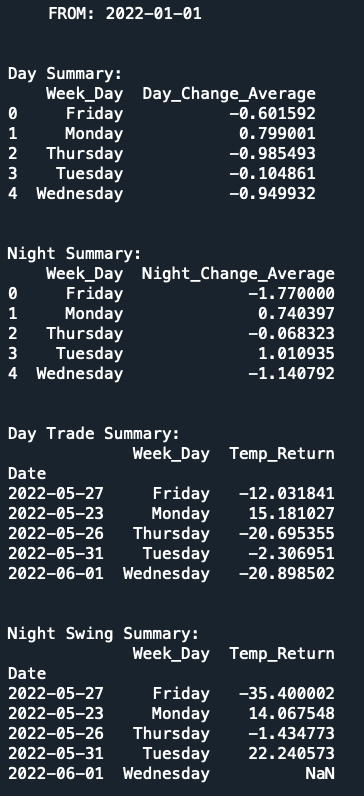 FROM: 2022-01-01
Day Summary:
Week_Day Day_Change_Average
0 Friday -0.601592
1 Monday 0.799001
2 Thursday -0.985493
3 Tuesday -0.104861
4 Wednesday -0.949932
Night Summary:
Week_Day Night_Change_Average
0 Friday -1.770000
1 Monday 0.740397
2 Thursday -0.068323
3 Tuesday 1.010935
4 Wednesday -1.140792
Day Trade Summary:
Week_Day Temp_Return
Date
2022-05-27 Friday -12.031841
2022-05-23 Monday 15.181027
2022-05-26 Thursday -20.695355
2022-05-31 Tuesday -2.306951
2022-06-01 Wednesday -20.898502
Night Swing Summary:
Week_Day Temp_Return
Date
2022-05-27 Friday -35.400002
2022-05-23 Monday 14.067548
2022-05-26 Thursday -1.434773
2022-05-31 Tuesday 22.240573
2022-06-01 Wednesday NaN